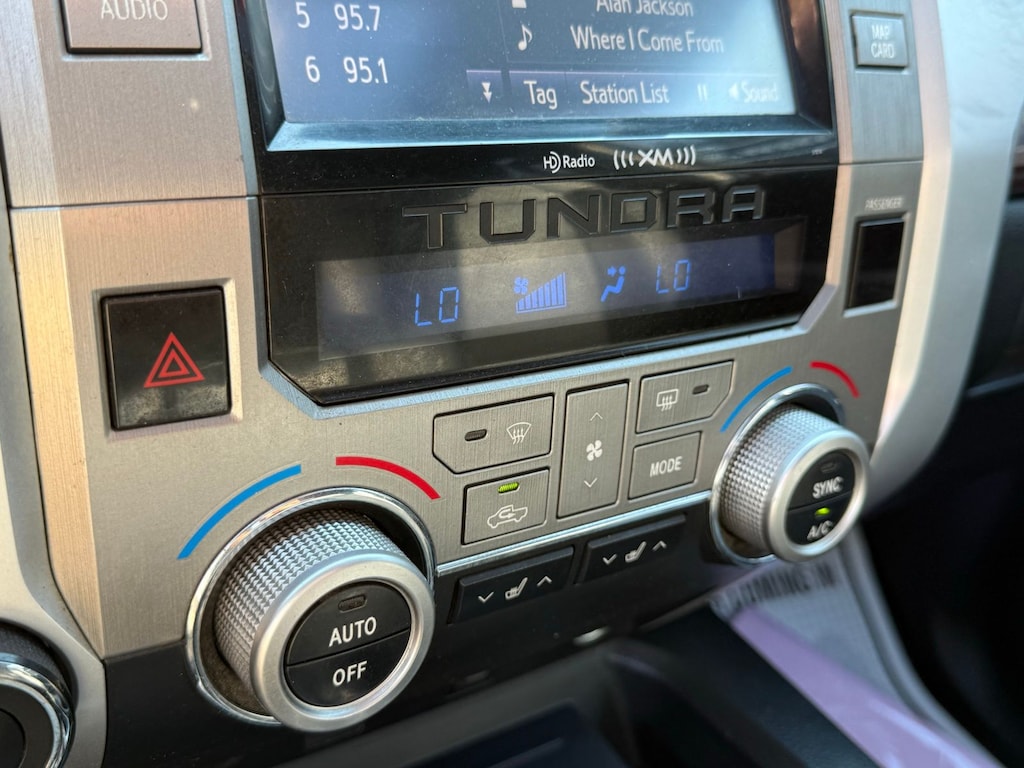 AUDIO
5 95.7
6 95.1
Alan Jackson
Where I Come From
Tag Station List Sound
MAP
CARD
HD Radio XM
TUNDRA
PASSENGER
LO LO
MODE
SYNC
A/C
AUTO
OFF